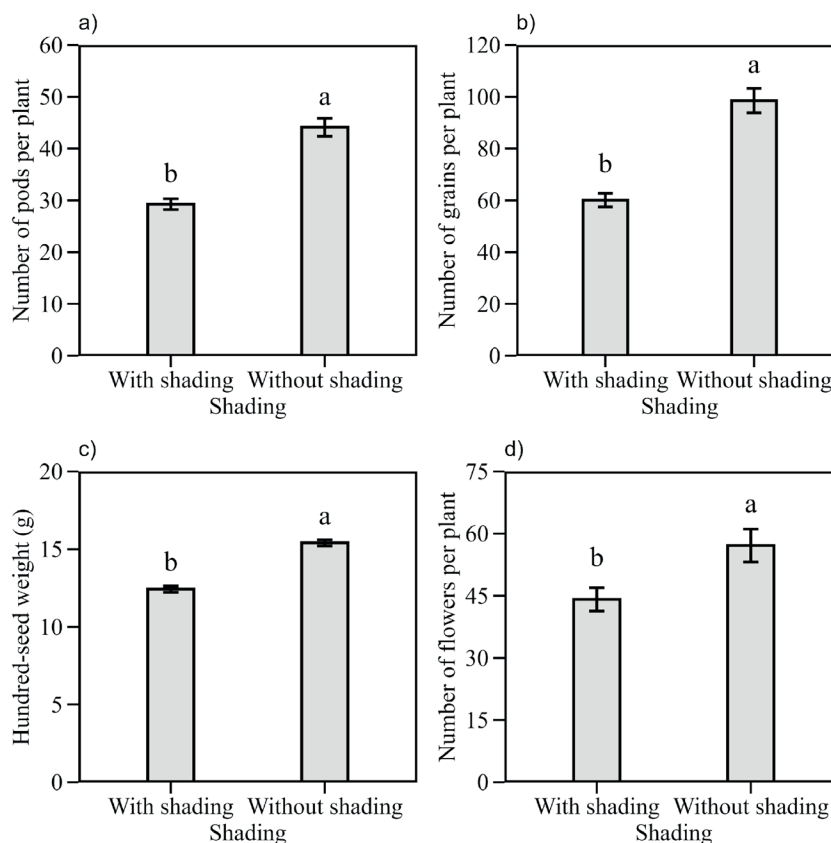 a)
Number of pods per plant
60
50
40
30
20
10
0
b
a
With shading Without shading
Shading
b)
Number of grains per plant
120
100
80
60
40
20
0
b
a
With shading Without shading
Shading
c)
Hundred-seed weight (g)
20
15
10
5
0
b
a
With shading Without shading
Shading
d)
Number of flowers per plant
75
60
45
30
15
0
b
a
With shading Without shading
Shading